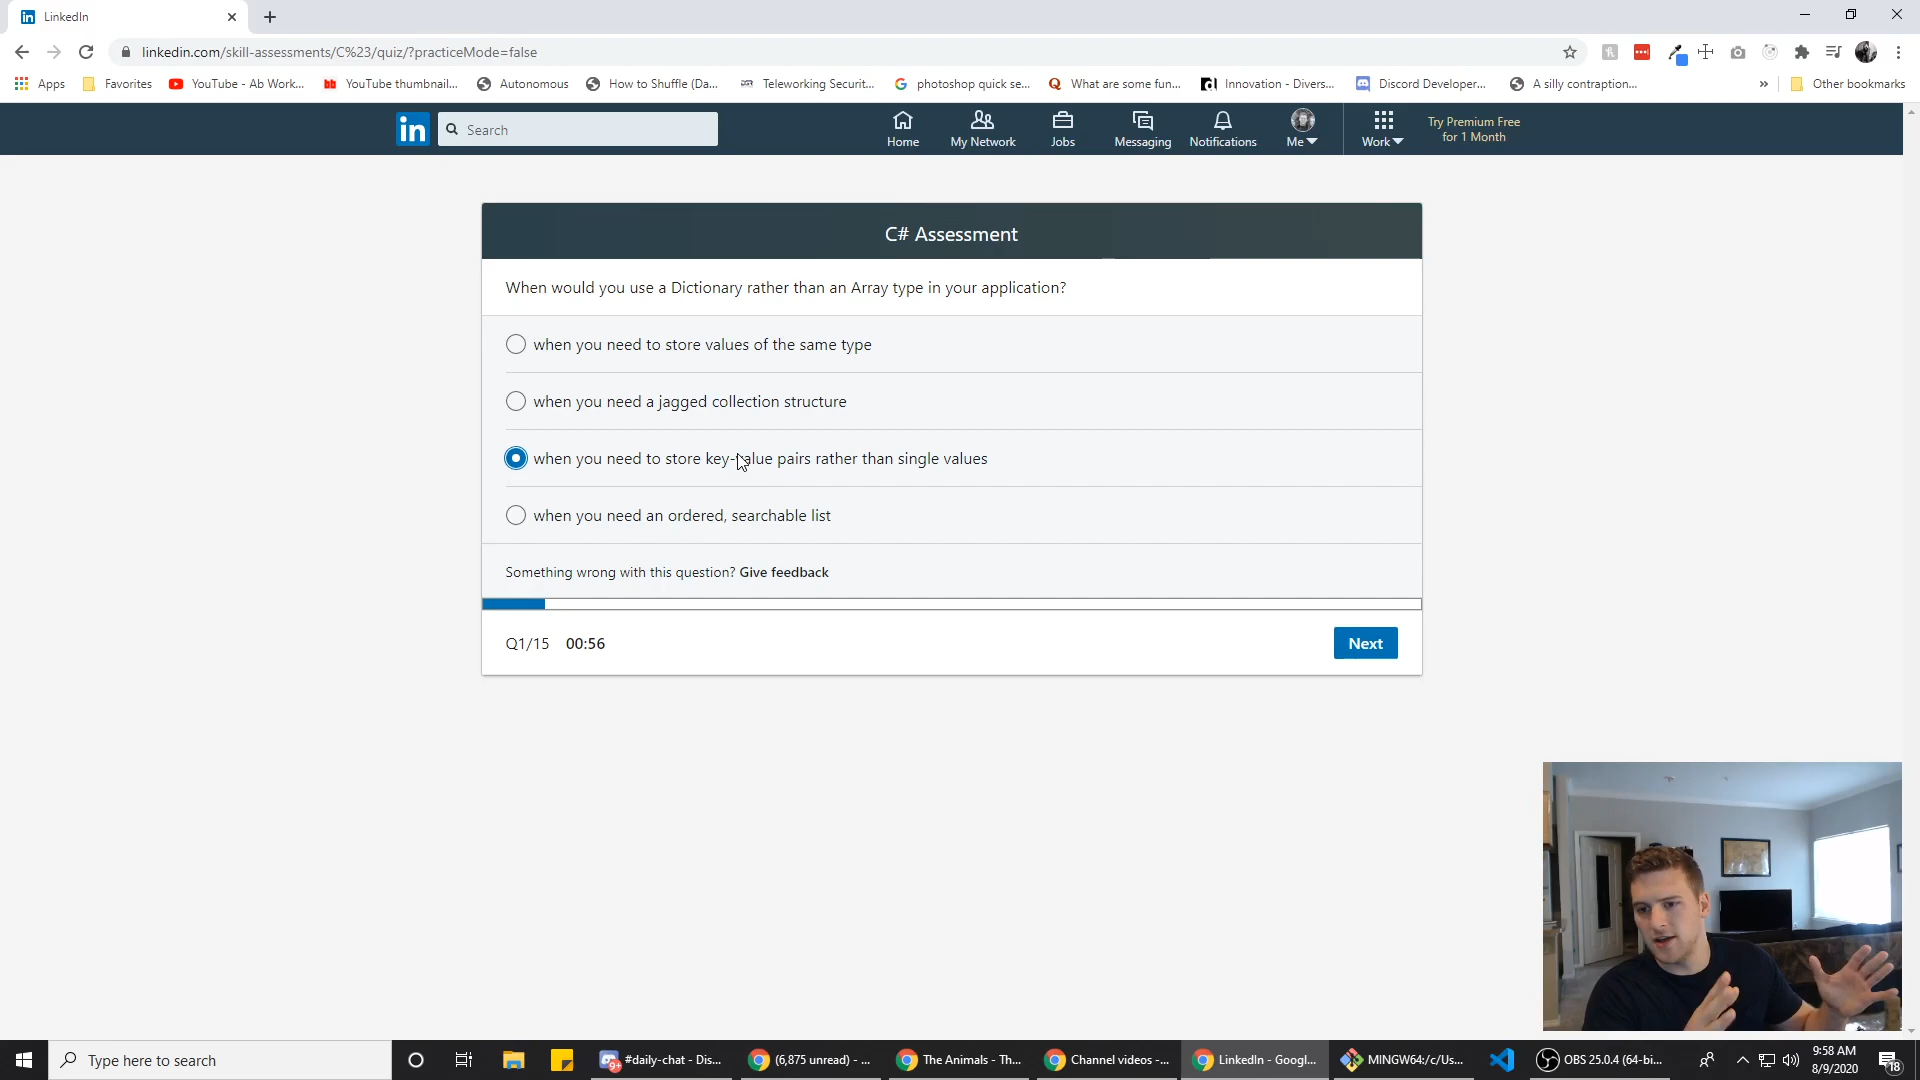 LinkedIn
linkedin.com/skill-assessments/C%23/quiz/?practiceMode=false
Apps Favorites YouTube - Ab Work... YouTube thumbnail... Autonomous How to Shuffle (Da... Teleworking Securit... photoshop quick se... What are some fun... Innovation - Divers... Discord Developer... A silly contraption... » Other bookmarks
in Search Home My Network Jobs Messaging Notifications Me Work Try Premium Free
for 1 Month
C# Assessment
When would you use a Dictionary rather than an Array type in your application?
when you need to store values of the same type
when you need a jagged collection structure
when you need to store key-value pairs rather than single values
when you need an ordered, searchable list
Something wrong with this question? Give feedback
Q1/15 00:56 Next
Type here to search #daily-chat - Dis... (6,875 unread) - ... The Animals - Th... Channel videos -... LinkedIn - Googl... MINGW64:/c/Us... OBS 25.0.4 (64-bi... 9:58 AM
8/9/2020 18